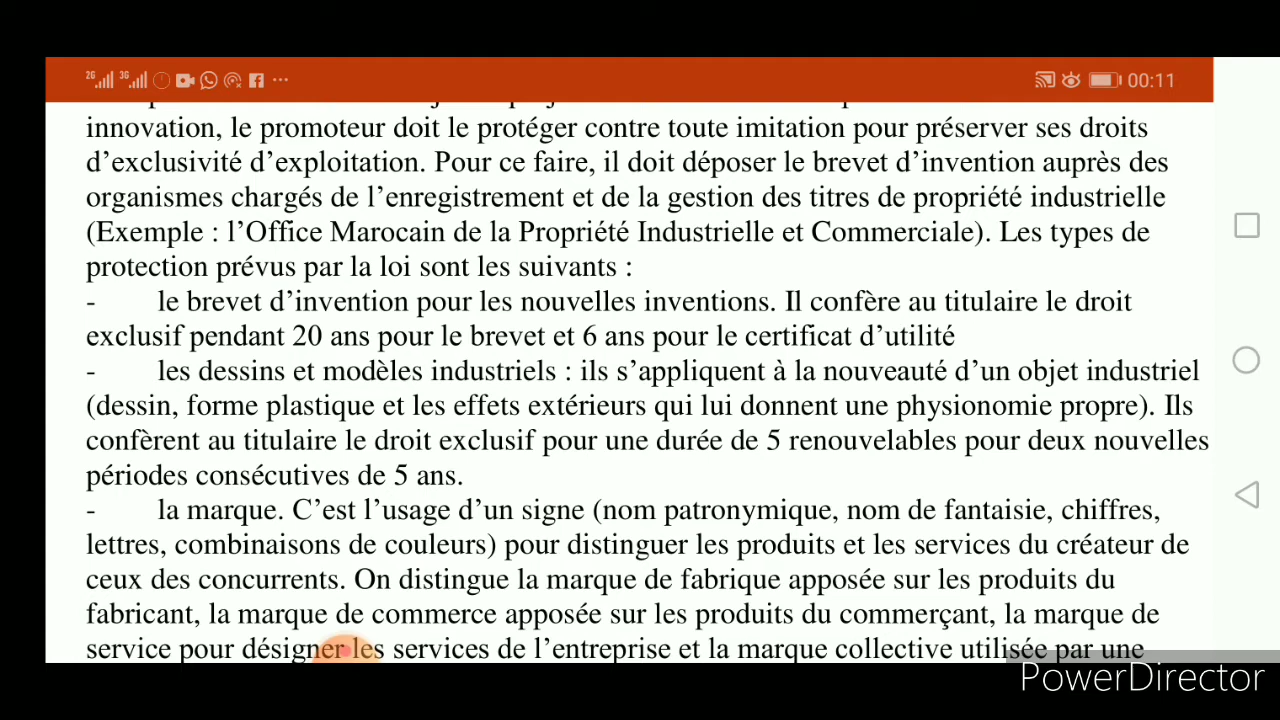 2G 3G 00:11
innovation, le promoteur doit le protéger contre toute imitation pour préserver ses droits
d’exclusivité d’exploitation. Pour ce faire, il doit déposer le brevet d’invention auprès des
organismes chargés de l’enregistrement et de la gestion des titres de propriété industrielle
(Exemple : l’Office Marocain de la Propriété Industrielle et Commerciale). Les types de
protection prévus par la loi sont les suivants :
- le brevet d’invention pour les nouvelles inventions. Il confère au titulaire le droit
exclusif pendant 20 ans pour le brevet et 6 ans pour le certificat d’utilité
- les dessins et modèles industriels : ils s’appliquent à la nouveauté d’un objet industriel
(dessin, forme plastique et les effets extérieurs qui lui donnent une physionomie propre). Ils
confèrent au titulaire le droit exclusif pour une durée de 5 renouvelables pour deux nouvelles
périodes consécutives de 5 ans.
- la marque. C’est l’usage d’un signe (nom patronymique, nom de fantaisie, chiffres,
lettres, combinaisons de couleurs) pour distinguer les produits et les services du créateur de
ceux des concurrents. On distingue la marque de fabrique apposée sur les produits du
fabricant, la marque de commerce apposée sur les produits du commerçant, la marque de
service pour désigner les services de l’entreprise et la marque collective utilisée par une
PowerDirector